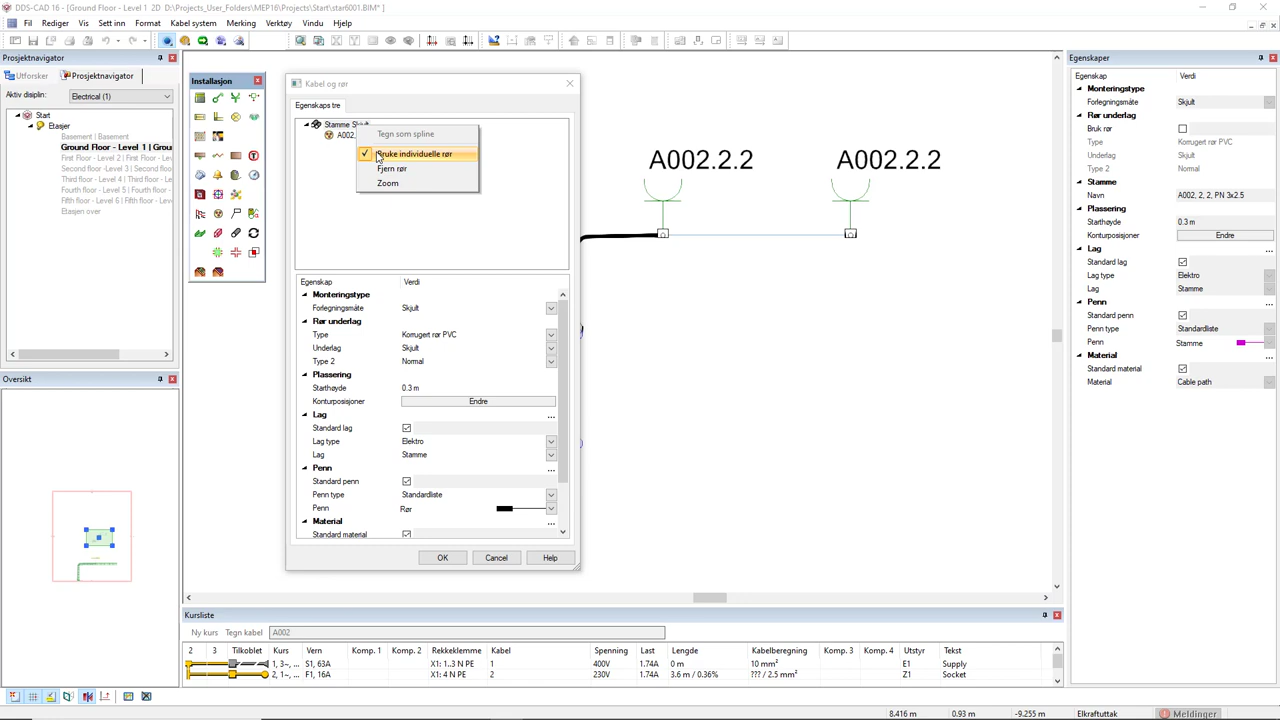 DDS-CAD 16 - [Ground Floor - Level 1  2D  D:\Projects_User_Folders\MEP16\Projects\Start\star6001.BIM*]
Fil Rediger Vis Sett inn Format Kabel system Merking Verktøy Vindu Hjelp
Prosjektnavigator
Utforsker Prosjektnavigator
Aktiv disiplin: Electrical (1)
Start
Etasjer
Basement | Basement |
Ground Floor - Level 1 | Grou
First Floor - Level 2 | First Floor -
Second floor -Level 3 | Second
Third floor - Level 4 | Third floor -
Fourth floor - Level 5 | Fourth floor
Fifth floor - Level 6 | Fifth floor - L
Etasjen over
Oversikt
Installasjon
Kabel og rør
Egenskaps tre
Stamme Skjult
A002.
Tegn som spline
Bruke individuelle rør
Fjern rør
Zoom
Egenskap Verdi
Monteringstype
Forlegningsmåte Skjult
Rør underlag
Type Korrugert rør PVC
Underlag Skjult
Type 2 Normal
Plassering
Starthøyde 0.3 m
Konturposisjoner Endre
Lag ...
Standard lag
Lag type Elektro
Lag Stamme
Penn ...
Standard penn
Penn type Standardliste
Penn Rør
Material ...
Standard material
OK Cancel Help
A002.2.2 A002.2.2
Egenskaper
Egenskap Verdi
Monteringstype
Forlegningsmåte Skjult
Rør underlag
Bruk rør
Type Korrugert rør PVC
Underlag Skjult
Type 2 Normal
Stamme
Navn A002, 2, 2, PN 3x2.5
Plassering
Starthøyde 0.3 m
Konturposisjoner Endre
Lag ...
Standard lag
Lag type Elektro
Lag Stamme
Penn ...
Standard penn
Penn type Standardliste
Penn Stamme
Material ...
Standard material
Material Cable path
Kursliste
Ny kurs Tegn kabel A002
2 3 Tilkoblet Kurs Vern Komp. 1 Komp. 2 Rekkeklemme Kabel Spenning Last Lengde Kabelberegning Komp. 3 Komp. 4 Utstyr Tekst
1, 3~, ... S1, 63A X1: 1..3 N PE 1 400V 1.74A 0 m 10 mm² E1 Supply
2, 1~, ... F1, 16A X1: 4 N PE 2 230V 1.74A 3.6 m / 0.36% ??? / 2.5 mm² Z1 Socket
8.416 m 0.93 m -9.255 m Elkraftuttak Meldinger